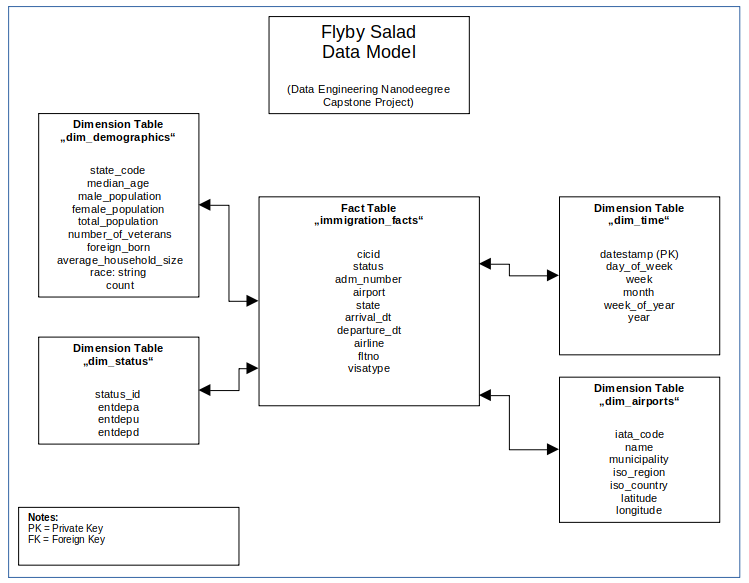 Flyby Salad
Data Model
(Data Engineering Nanodeegree
Capstone Project)
Dimension Table
„dim_demographics“
state_code
median_age
male_population
female_population
total_population
number_of_veterans
foreign_born
average_household_size
race: string
count
Dimension Table
„dim_status“
status_id
entdepa
entdepu
entdepd
Fact Table
„immigration_facts“
cicid
status
adm_number
airport
state
arrival_dt
departure_dt
airline
fltno
visatype
Dimension Table
„dim_time“
datestamp (PK)
day_of_week
week
month
week_of_year
year
Dimension Table
„dim_airports“
iata_code
name
municipality
iso_region
iso_country
latitude
longitude
Notes:
PK = Private Key
FK = Foreign Key